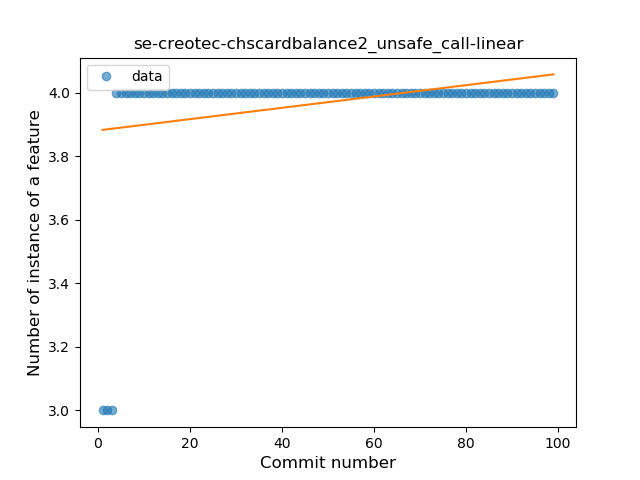 se-creotec-chscardbalance2_unsafe_call-linear
data
Number of instance of a feature
4.0
3.8
3.6
3.4
3.2
3.0
0 20 40 60 80 100
Commit number